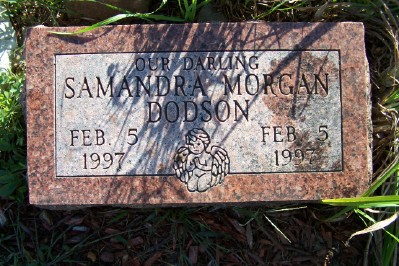 OUR DARLING
SAMANDRA MORGAN
DODSON
FEB 5 FEB 5
1997 1997